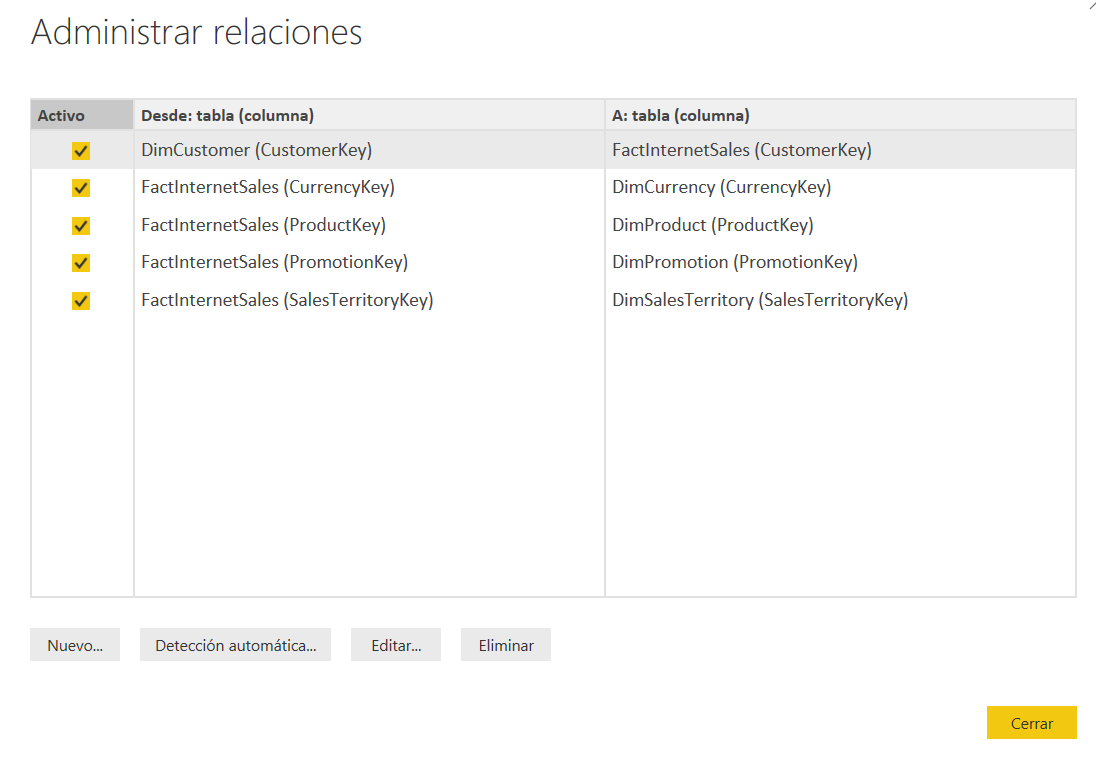 Administrar relaciones
Activo Desde: tabla (columna) A: tabla (columna)
DimCustomer (CustomerKey) FactInternetSales (CustomerKey)
FactInternetSales (CurrencyKey) DimCurrency (CurrencyKey)
FactInternetSales (ProductKey) DimProduct (ProductKey)
FactInternetSales (PromotionKey) DimPromotion (PromotionKey)
FactInternetSales (SalesTerritoryKey) DimSalesTerritory (SalesTerritoryKey)
Nuevo... Detección automática... Editar... Eliminar
Cerrar